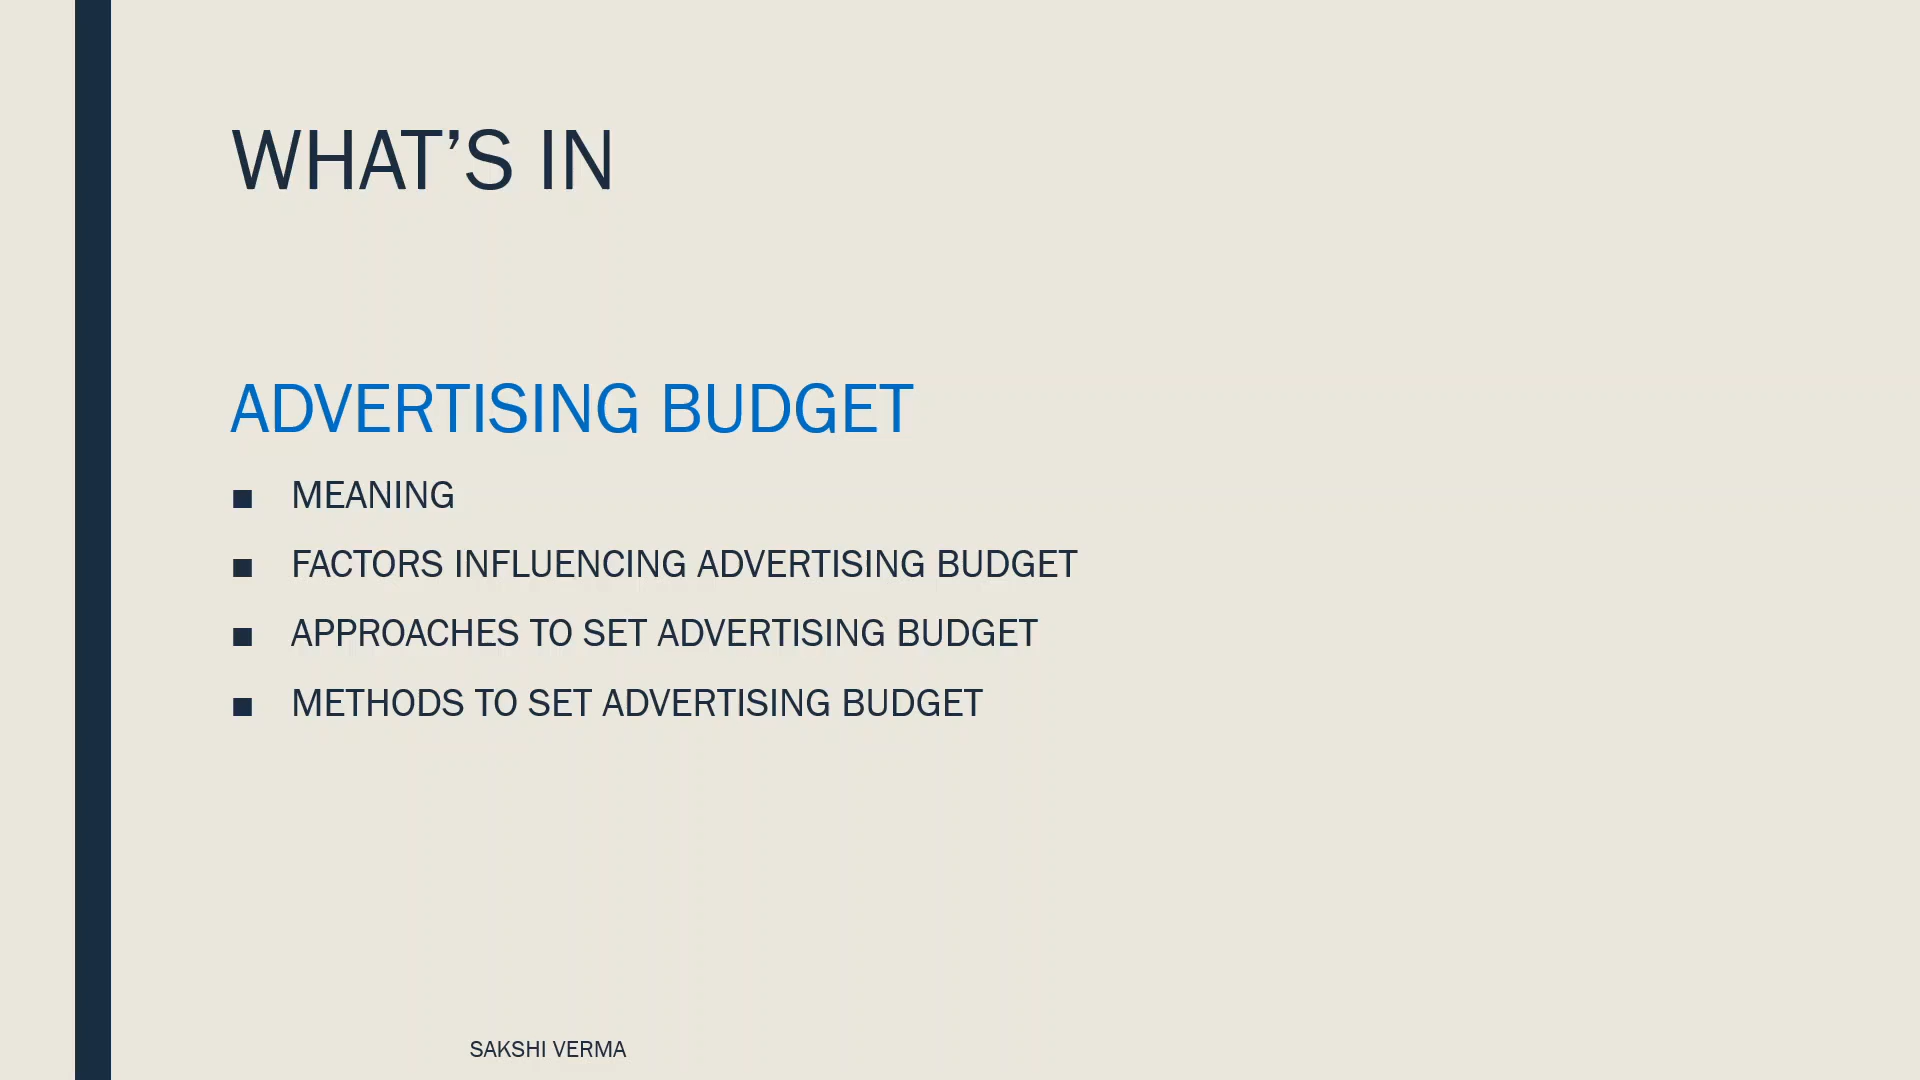 WHAT’S IN
ADVERTISING BUDGET
■ MEANING
■ FACTORS INFLUENCING ADVERTISING BUDGET
■ APPROACHES TO SET ADVERTISING BUDGET
■ METHODS TO SET ADVERTISING BUDGET
SAKSHI VERMA